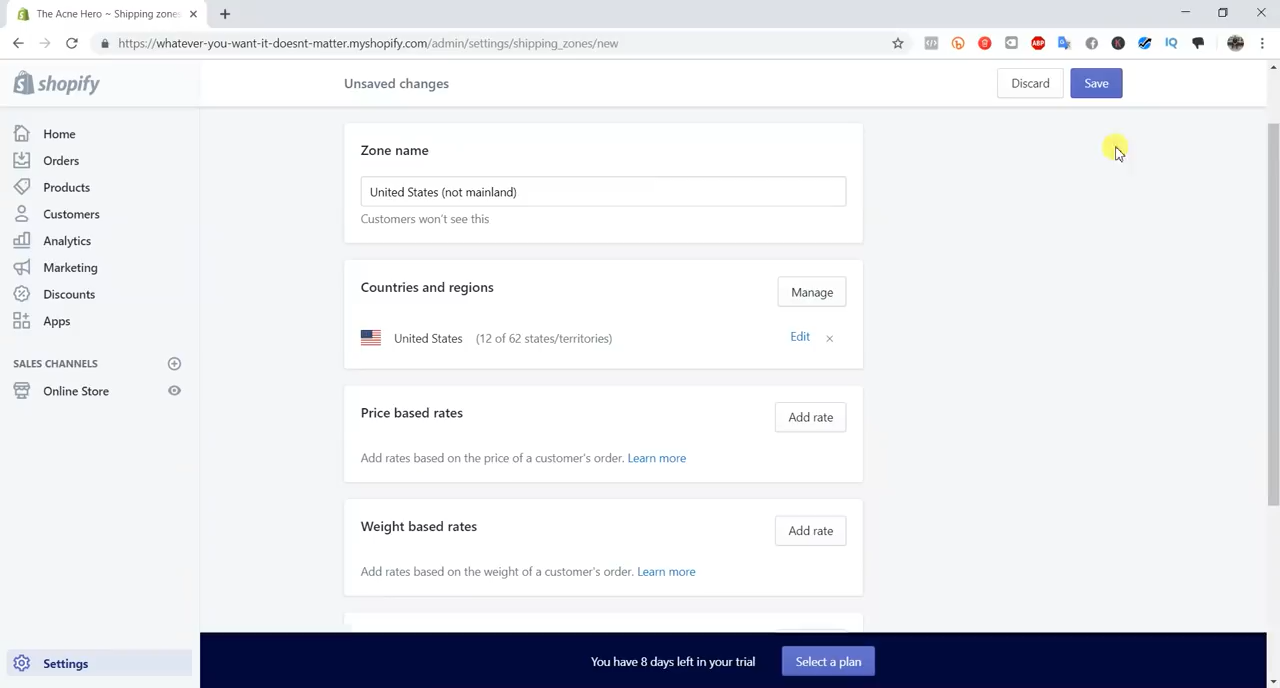 The Acne Hero ~ Shipping zones
https://whatever-you-want-it-doesnt-matter.myshopify.com/admin/settings/shipping_zones/new
ABP
IQ
shopify
Unsaved changes
Discard
Save
Home
Orders
Products
Customers
Analytics
Marketing
Discounts
Apps
SALES CHANNELS
Online Store
Settings
Zone name
United States (not mainland)
Customers won't see this
Countries and regions
Manage
United States (12 of 62 states/territories)
Edit
Price based rates
Add rate
Add rates based on the price of a customer's order. Learn more
Weight based rates
Add rate
Add rates based on the weight of a customer's order. Learn more
You have 8 days left in your trial
Select a plan